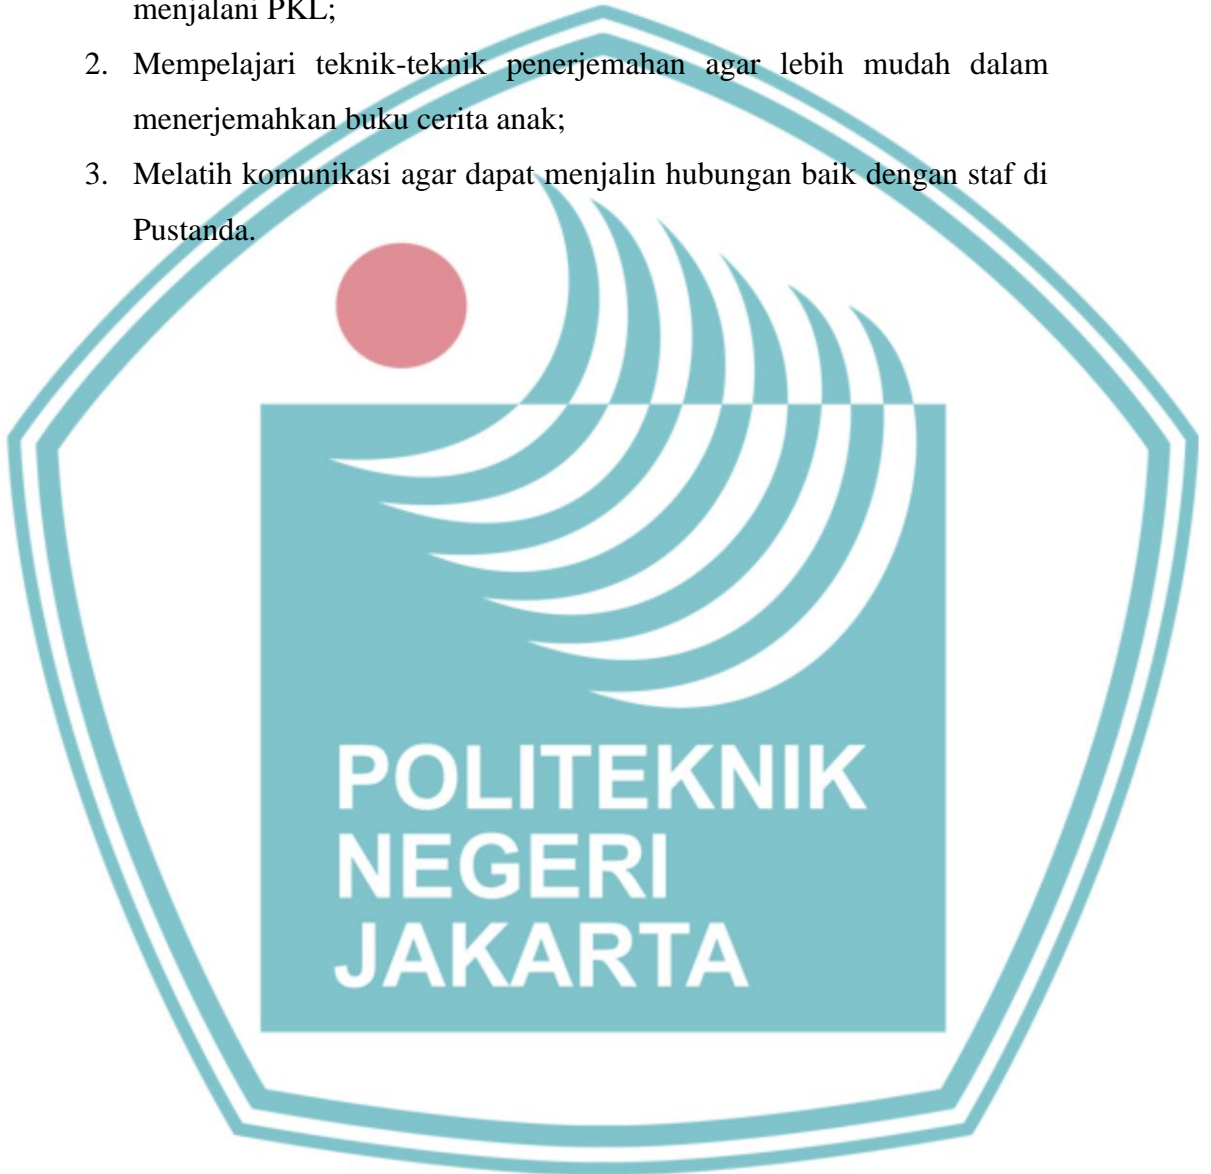 menjalani PKL;
2. Mempelajari teknik-teknik penerjemahan agar lebih mudah dalam
menerjemahkan buku cerita anak;
3. Melatih komunikasi agar dapat menjalin hubungan baik dengan staf di
Pustanda.
POLITEKNIK
NEGERI
JAKARTA